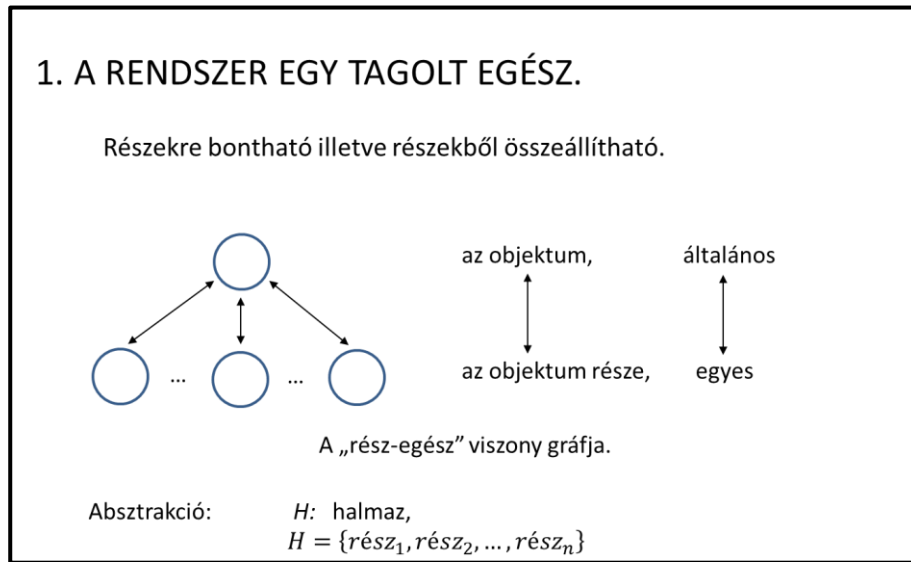 1. A RENDSZER EGY TAGOLT EGÉSZ.
Részekre bontható illetve részekből összeállítható.
az objektum, általános
... ... az objektum része, egyes
A „rész-egész” viszony gráfja.
Absztrakció: H: halmaz,
H = {rész₁, rész₂, … , részₙ}